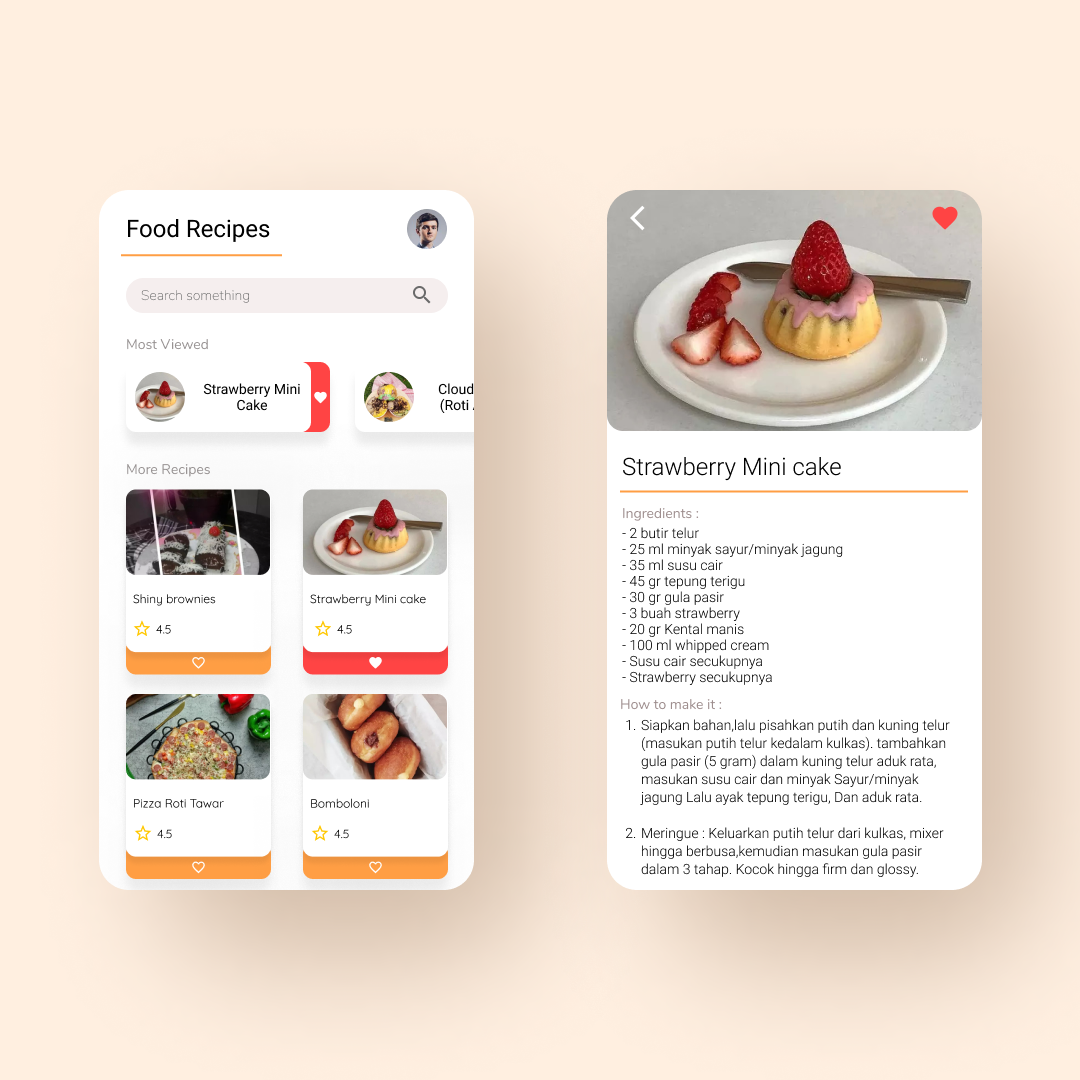 Food Recipes
Search something
Most Viewed
Strawberry Mini
Cake
Cloud
(Roti
More Recipes
Shiny brownies
4.5
Strawberry Mini cake
4.5
Pizza Roti Tawar
4.5
Bomboloni
4.5
Strawberry Mini cake
Ingredients :
- 2 butir telur
- 25 ml minyak sayur/minyak jagung
- 35 ml susu cair
- 45 gr tepung terigu
- 30 gr gula pasir
- 3 buah strawberry
- 20 gr Kental manis
- 100 ml whipped cream
- Susu cair secukupnya
- Strawberry secukupnya
How to make it :
1. Siapkan bahan,lalu pisahkan putih dan kuning telur
(masukan putih telur kedalam kulkas). tambahkan
gula pasir (5 gram) dalam kuning telur aduk rata,
masukan susu cair dan minyak Sayur/minyak
jagung Lalu ayak tepung terigu, Dan aduk rata.
2. Meringue : Keluarkan putih telur dari kulkas, mixer
hingga berbusa,kemudian masukan gula pasir
dalam 3 tahap. Kocok hingga firm dan glossy.